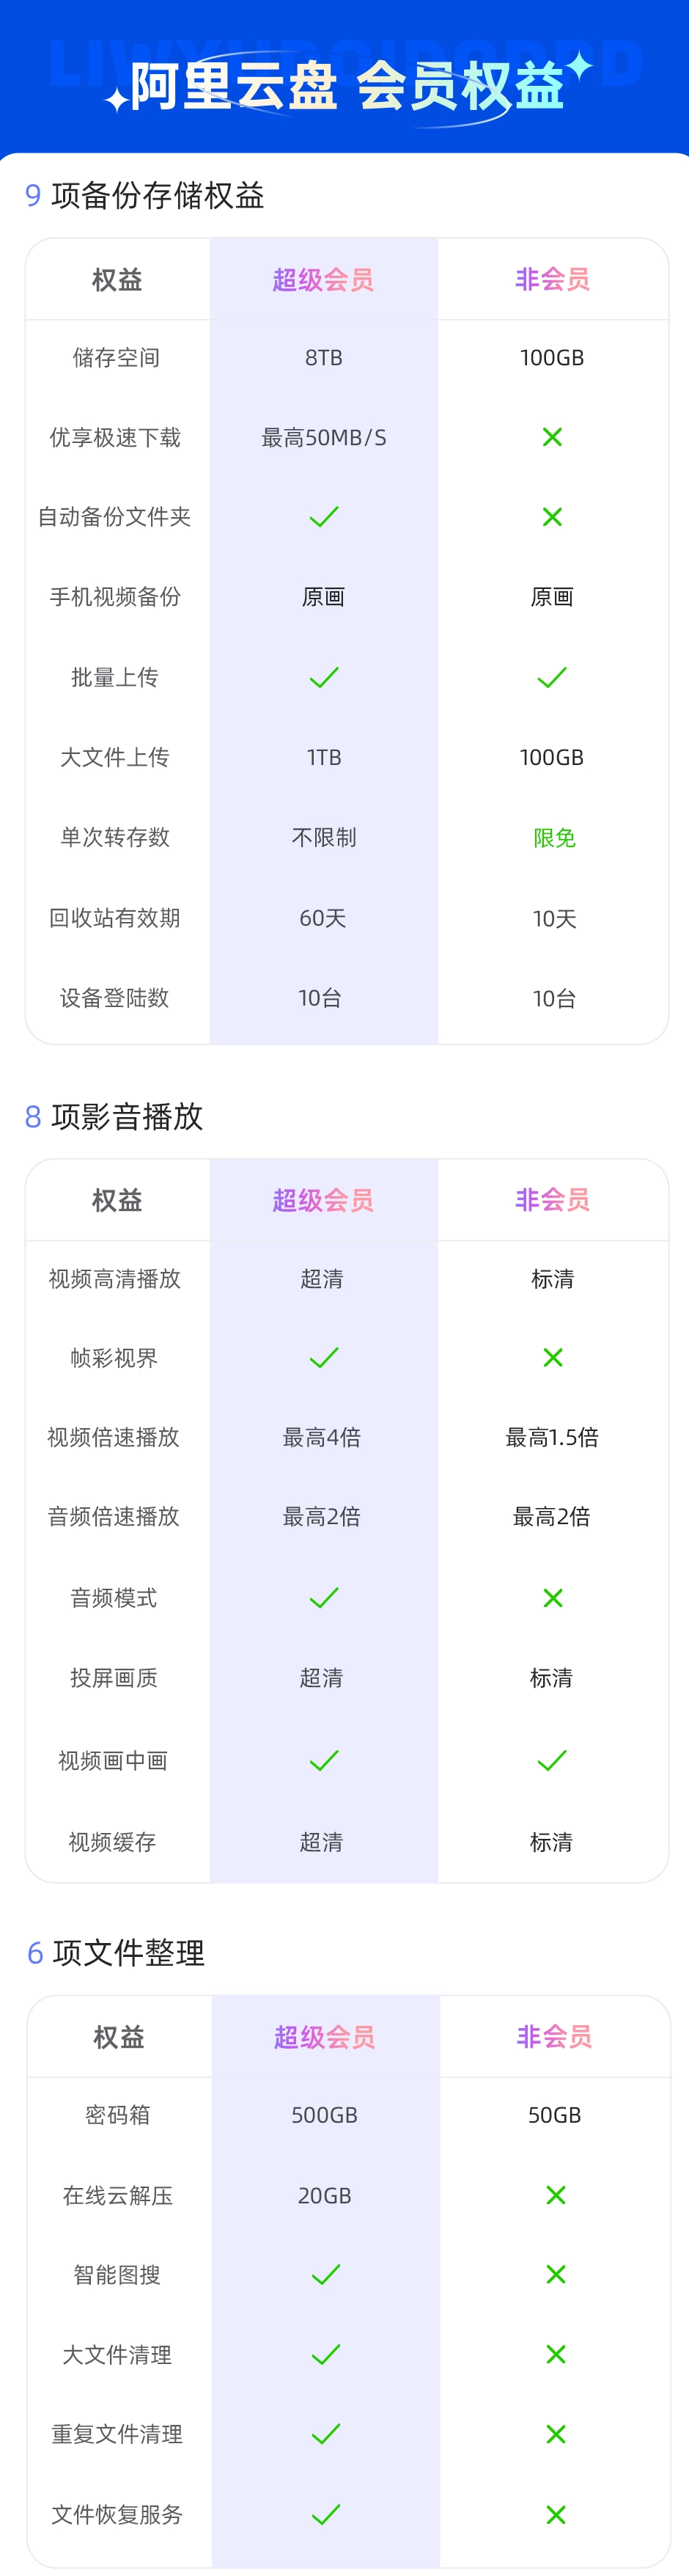 阿里云盘 会员权益
9 项备份存储权益
权益 超级会员 非会员
储存空间 8TB 100GB
优享极速下载 最高50MB/S ×
自动备份文件夹 ✓ ×
手机视频备份 原画 原画
批量上传 ✓ ✓
大文件上传 1TB 100GB
单次转存数 不限制 限免
回收站有效期 60天 10天
设备登陆数 10台 10台
8 项影音播放
权益 超级会员 非会员
视频高清播放 超清 标清
帧彩视界 ✓ ×
视频倍速播放 最高4倍 最高1.5倍
音频倍速播放 最高2倍 最高2倍
音频模式 ✓ ×
投屏画质 超清 标清
视频画中画 ✓ ✓
视频缓存 超清 标清
6 项文件整理
权益 超级会员 非会员
密码箱 500GB 50GB
在线云解压 20GB ×
智能图搜 ✓ ×
大文件清理 ✓ ×
重复文件清理 ✓ ×
文件恢复服务 ✓ ×